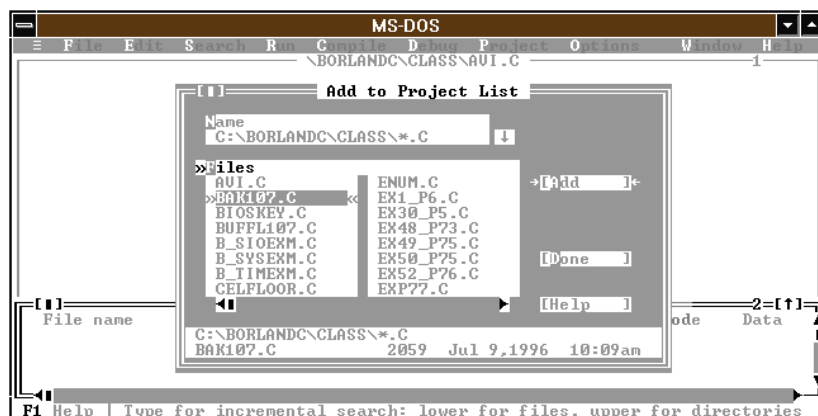 MS-DOS
≡ File Edit Search Run Compile Debug Project Options Window Help
\BORLANDC\CLASS\AVI.C 1
Add to Project List
Name
C:\BORLANDC\CLASS\*.C
Files
AVI.C ENUM.C
BAK107.C EX1_P6.C
BIOSKEY.C EX30_P5.C
BUFFL107.C EX48_P73.C
B_SIOEXM.C EX49_P75.C
B_SYSEXM.C EX50_P75.C
B_TIMEXM.C EX52_P76.C
CELFLOOR.C EXP77.C
[Add ]
[Done ]
[Help ]
2=[↑]
File name ode Data
C:\BORLANDC\CLASS\*.C
BAK107.C 2059 Jul 9,1996 10:09am
F1 Help | Type for incremental search: lower for files, upper for directories